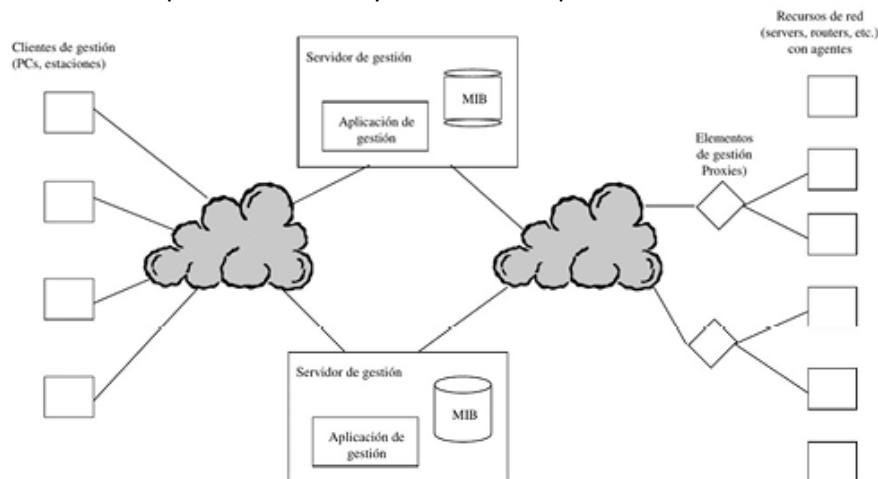 Recursos de red
(servers, routers, etc.)
con agentes
Clientes de gestión
(PCs, estaciones)
Servidor de gestión
MIB
Aplicación de
gestión
Elementos
de gestión
Proxies)
Servidor de gestión
MIB
Aplicación de
gestión